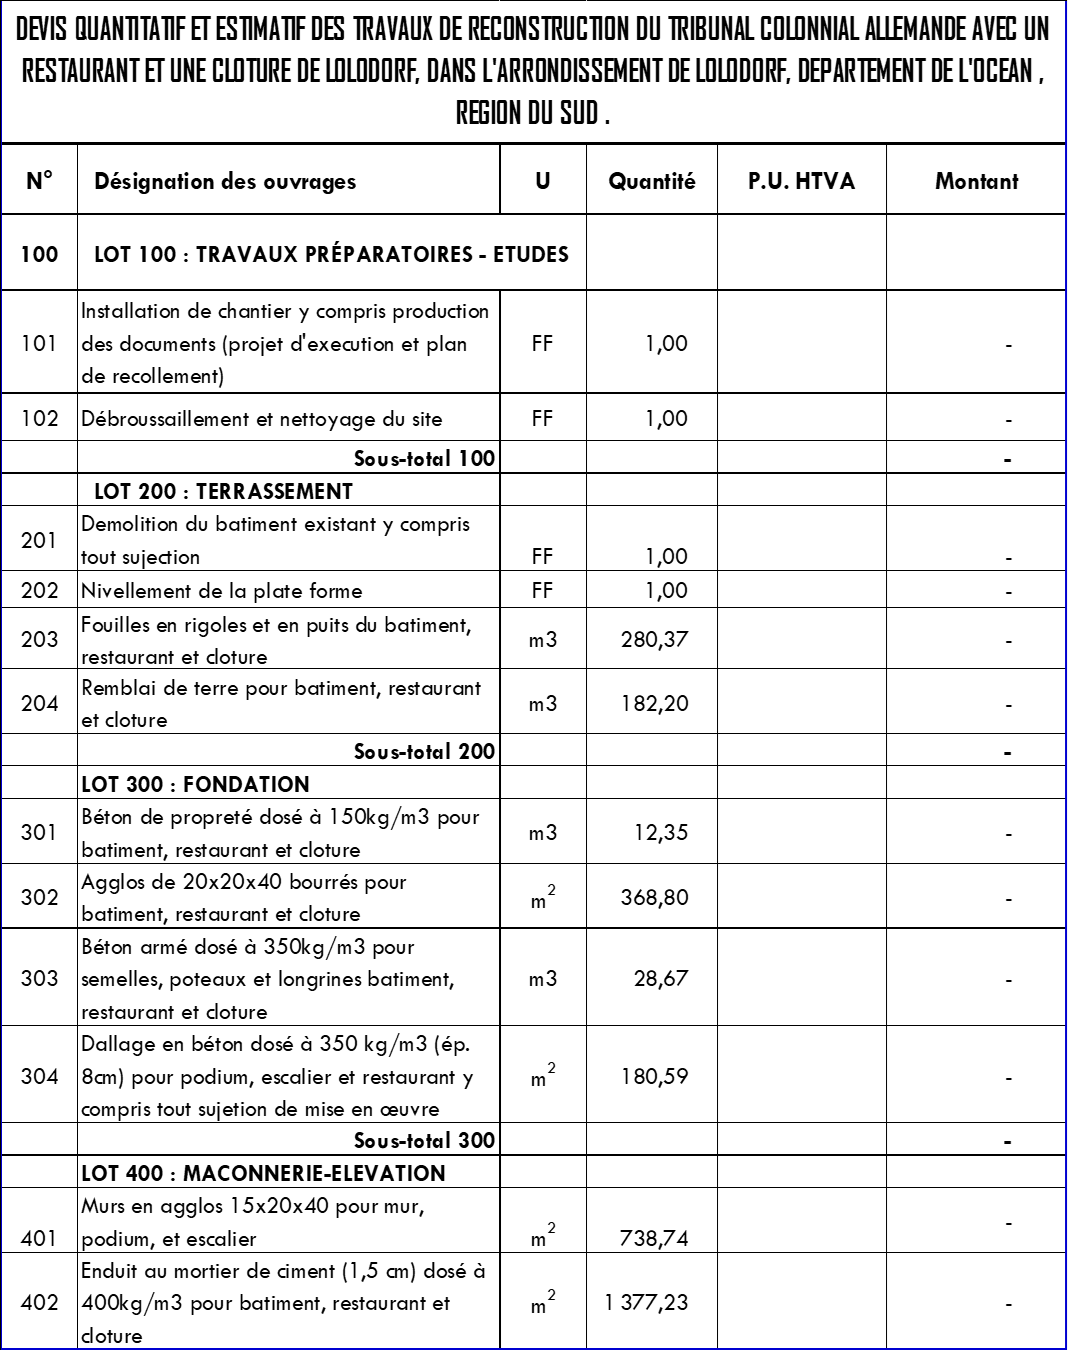 DEVIS QUANTITATIF ET ESTIMATIF DES TRAVAUX DE RECONSTRUCTION DU TRIBUNAL COLONNIAL ALLEMANDE AVEC UN
RESTAURANT ET UNE CLOTURE DE LOLODORF, DANS L'ARRONDISSEMENT DE LOLODORF, DEPARTEMENT DE L'OCEAN ,
REGION DU SUD .
N° Désignation des ouvrages U Quantité P.U. HTVA Montant
100 LOT 100 : TRAVAUX PRÉPARATOIRES - ETUDES
Installation de chantier y compris production
101 des documents (projet d'execution et plan FF 1,00 -
de recollement)
102 Débroussaillement et nettoyage du site FF 1,00 -
Sous-total 100 -
LOT 200 : TERRASSEMENT
201 Demolition du batiment existant y compris
tout sujection FF 1,00 -
202 Nivellement de la plate forme FF 1,00 -
203 Fouilles en rigoles et en puits du batiment, m3 280,37 -
restaurant et cloture
204 Remblai de terre pour batiment, restaurant m3 182,20 -
et cloture
Sous-total 200 -
LOT 300 : FONDATION
301 Béton de propreté dosé à 150kg/m3 pour m3 12,35 -
batiment, restaurant et cloture
302 Agglos de 20x20x40 bourrés pour m² 368,80 -
batiment, restaurant et cloture
Béton armé dosé à 350kg/m3 pour
303 semelles, poteaux et longrines batiment, m3 28,67 -
restaurant et cloture
Dallage en béton dosé à 350 kg/m3 (ép.
304 8cm) pour podium, escalier et restaurant y m² 180,59 -
compris tout sujetion de mise en œuvre
Sous-total 300 -
LOT 400 : MACONNERIE-ELEVATION
Murs en agglos 15x20x40 pour mur, -
401 podium, et escalier m² 738,74
Enduit au mortier de ciment (1,5 cm) dosé à
402 400kg/m3 pour batiment, restaurant et m² 1 377,23 -
cloture